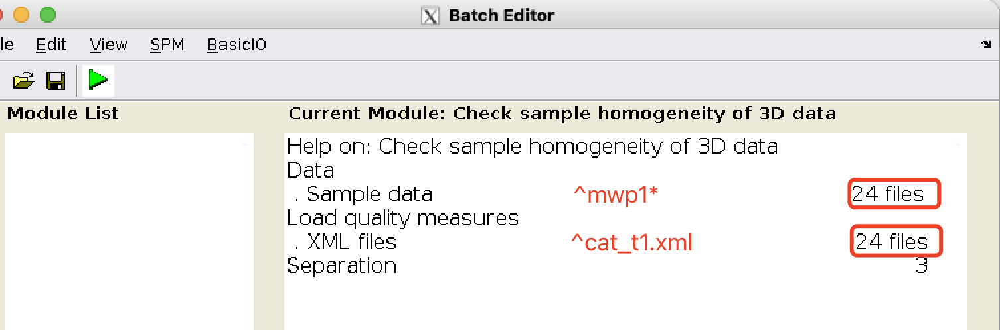 Batch Editor
le Edit View SPM BasicIO
Module List
Current Module: Check sample homogeneity of 3D data
Help on: Check sample homogeneity of 3D data
Data
. Sample data ^mwp1* 24 files
Load quality measures
. XML files ^cat_t1.xml 24 files
Separation 3